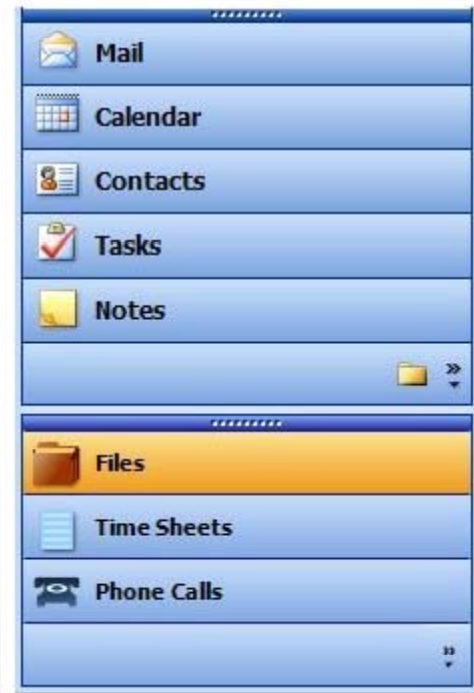 Mail
Calendar
Contacts
Tasks
Notes
Files
Time Sheets
Phone Calls